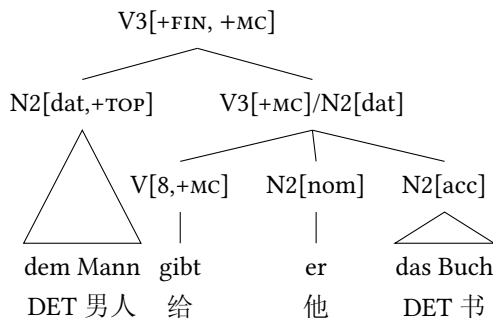 V3[+FIN, +MC]
N2[dat,+TOP] V3[+MC]/N2[dat]
V[8,+MC] N2[nom] N2[acc]
dem Mann gibt er das Buch
DET 男人 给 他 DET 书